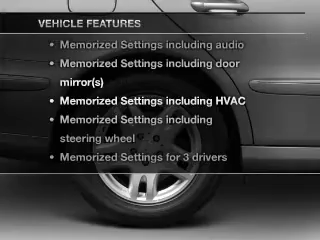 VEHICLE FEATURES
• Memorized Settings including audio
• Memorized Settings including door
mirror(s)
• Memorized Settings including HVAC
• Memorized Settings including
steering wheel
• Memorized Settings for 3 drivers